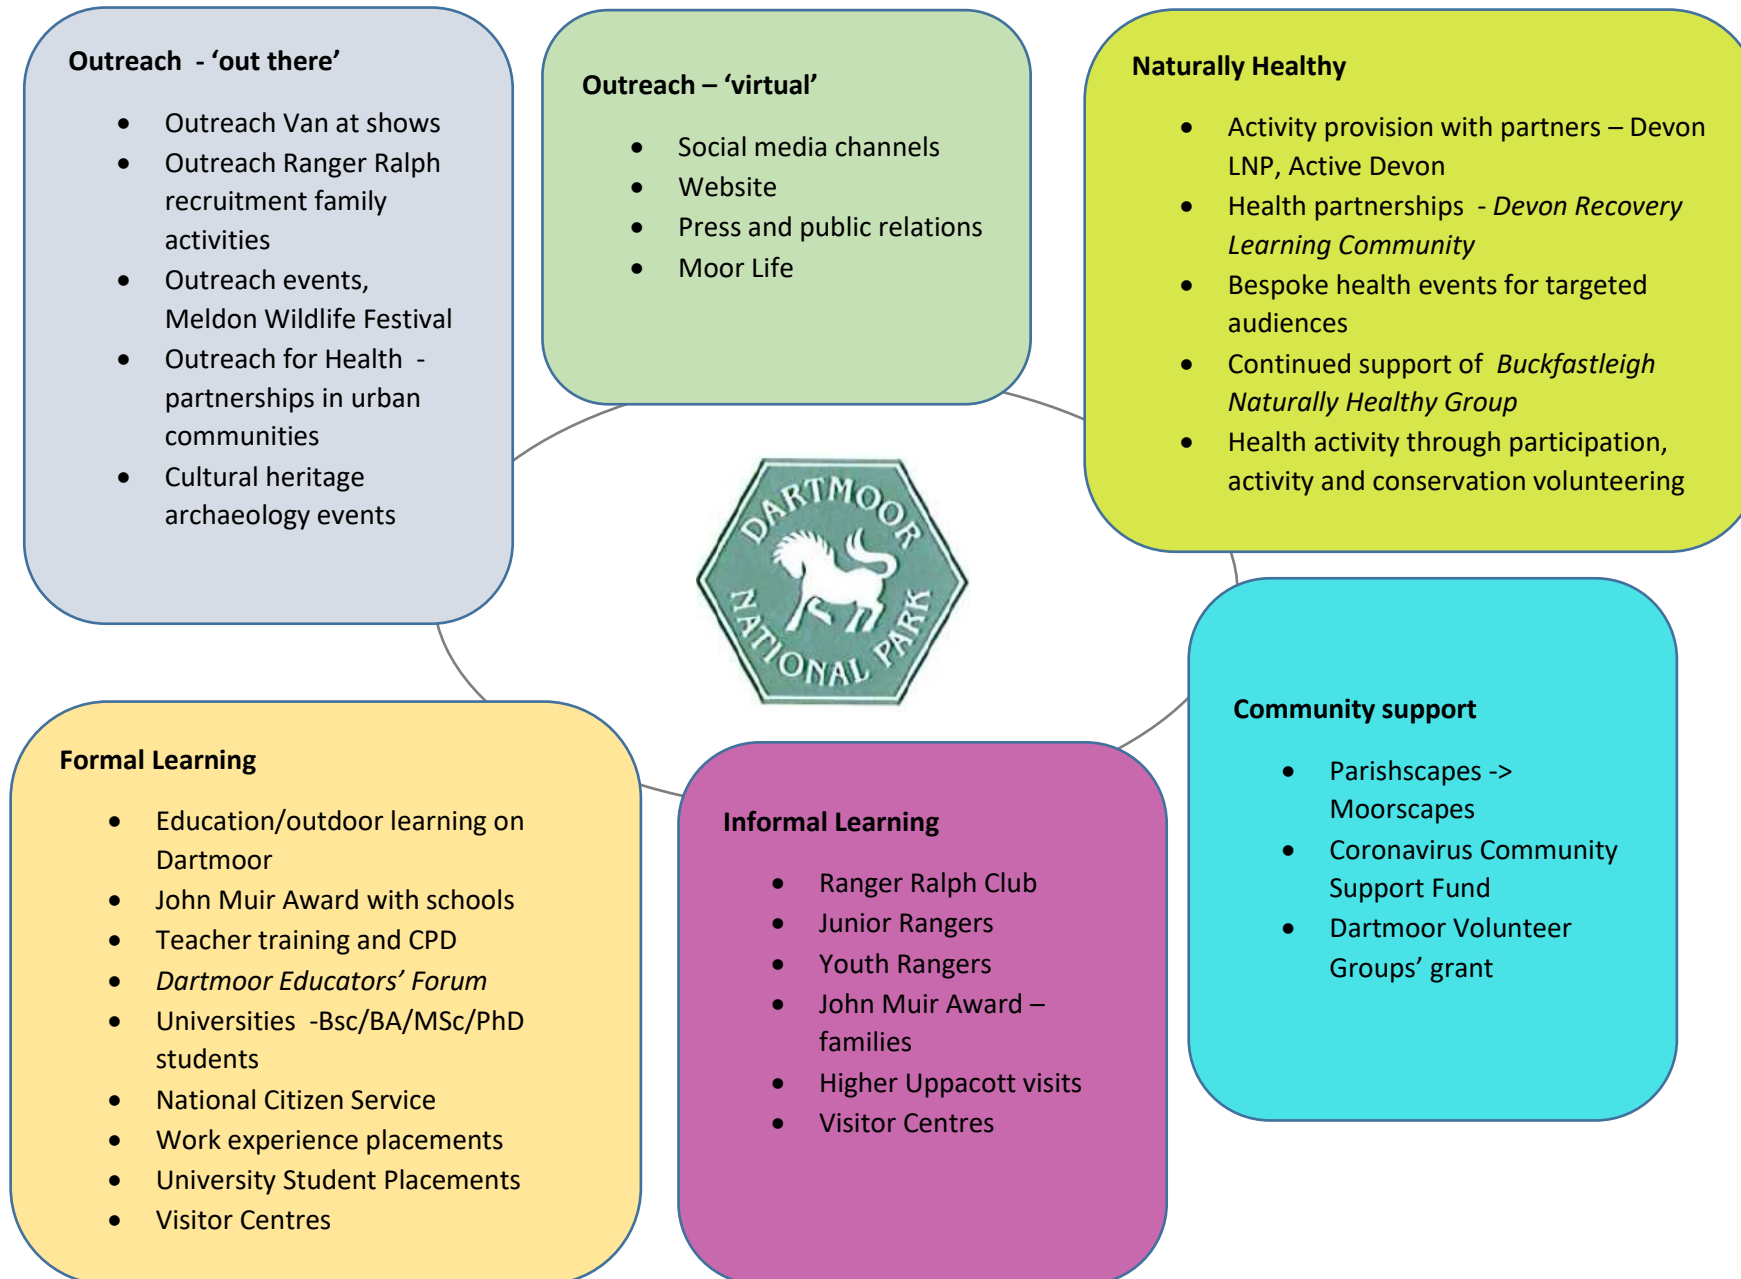 Outreach  - ‘out there’
• Outreach Van at shows
• Outreach Ranger Ralph
recruitment family
activities
• Outreach events,
Meldon Wildlife Festival
• Outreach for Health  -
partnerships in urban
communities
• Cultural heritage
archaeology events
Outreach – ‘virtual’
• Social media channels
• Website
• Press and public relations
• Moor Life
Naturally Healthy
• Activity provision with partners – Devon
LNP, Active Devon
• Health partnerships  - Devon Recovery
Learning Community
• Bespoke health events for targeted
audiences
• Continued support of  Buckfastleigh
Naturally Healthy Group
• Health activity through participation,
activity and conservation volunteering
DARTMOOR
NATIONAL PARK
Community support
• Parishscapes ->
Moorscapes
• Coronavirus Community
Support Fund
• Dartmoor Volunteer
Groups’ grant
Formal Learning
• Education/outdoor learning on
Dartmoor
• John Muir Award with schools
• Teacher training and CPD
• Dartmoor Educators’ Forum
• Universities  -Bsc/BA/MSc/PhD
students
• National Citizen Service
• Work experience placements
• University Student Placements
• Visitor Centres
Informal Learning
• Ranger Ralph Club
• Junior Rangers
• Youth Rangers
• John Muir Award –
families
• Higher Uppacott visits
• Visitor Centres